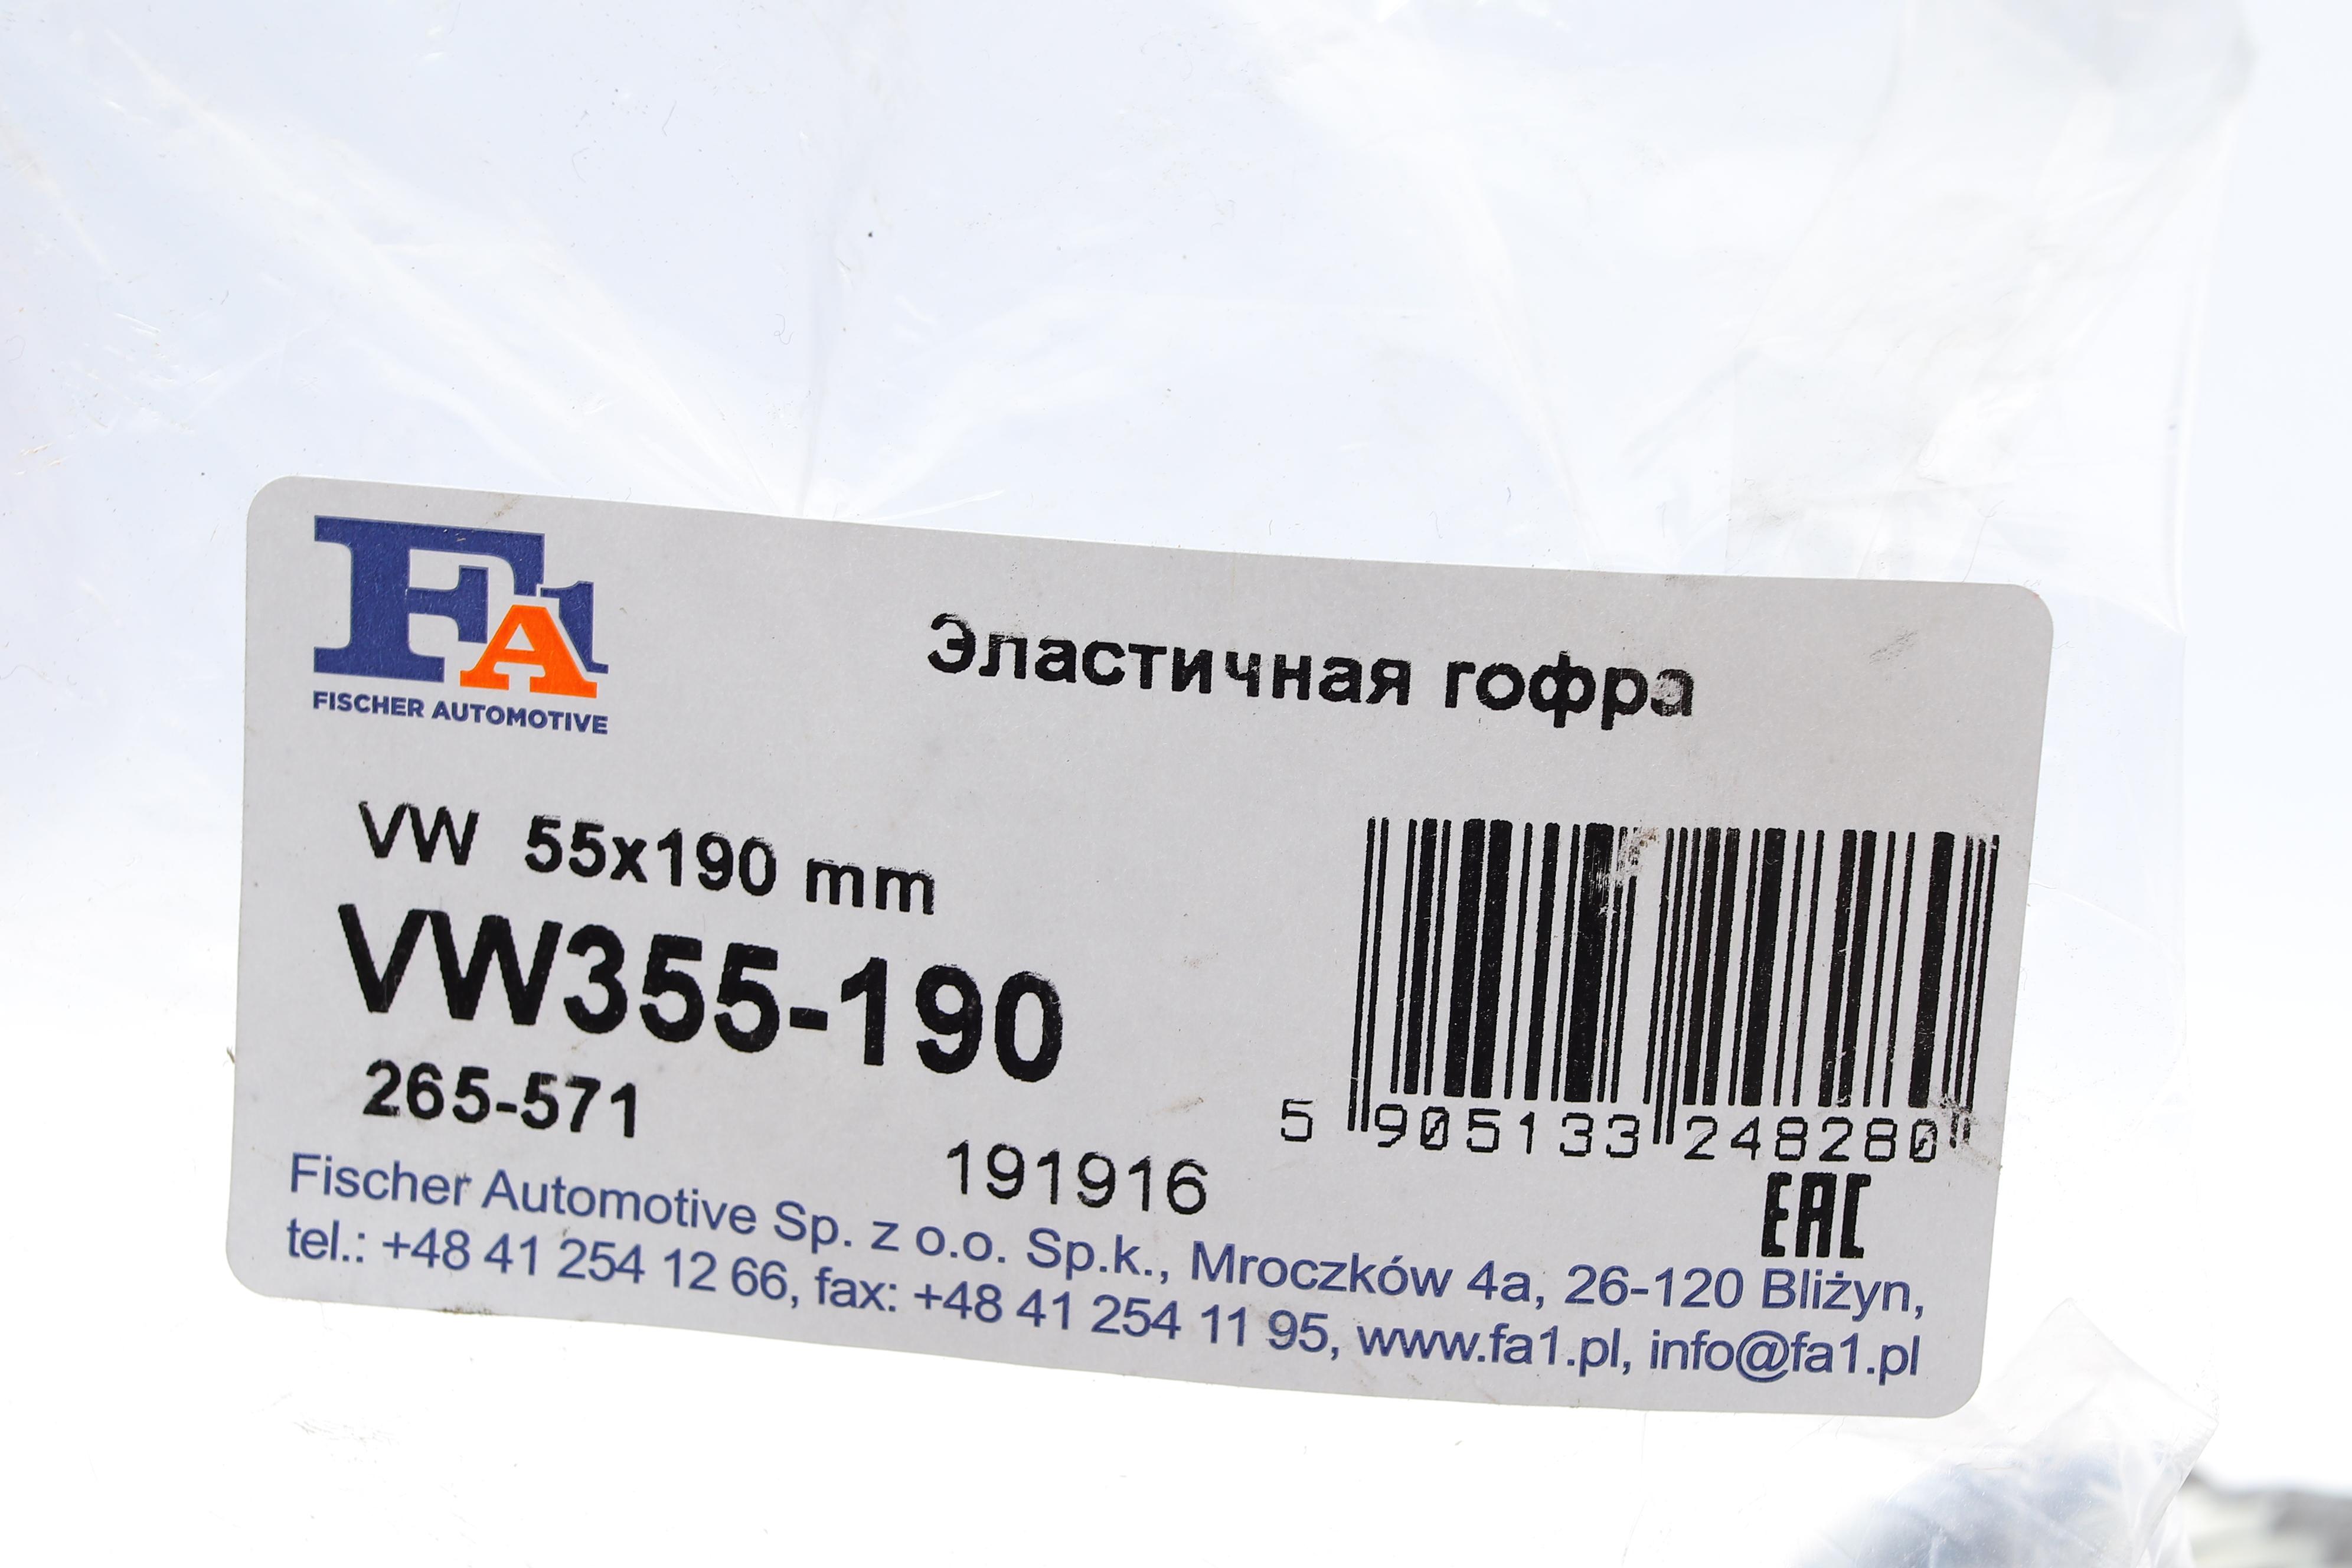 FA1
FISCHER AUTOMOTIVE
Эластичная гофра
VW 55x190 mm
VW355-190
265-571
191916
5 905133 248280
EAC
Fischer Automotive Sp. z o.o. Sp.k., Mroczków 4a, 26-120 Bliżyn,
tel.: +48 41 254 12 66, fax: +48 41 254 11 95, www.fa1.pl, info@fa1.pl